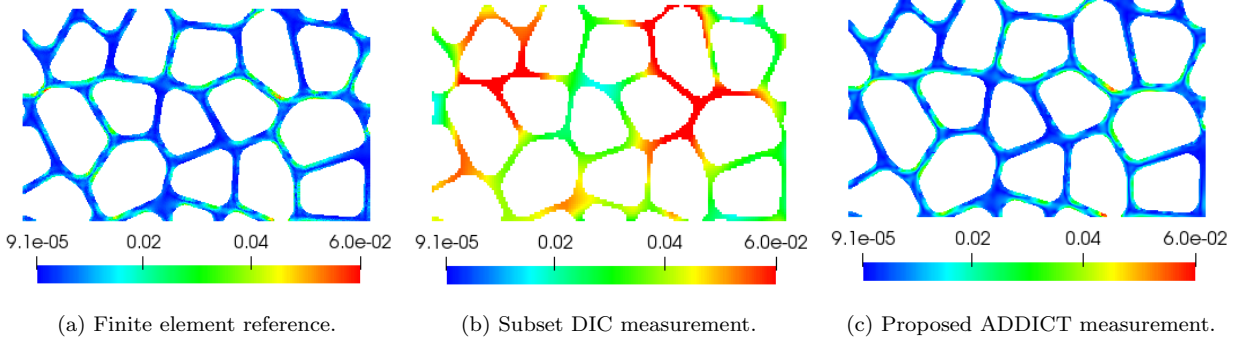 9.1e-05 0.02 0.04 6.0e-02
9.1e-05 0.02 0.04 6.0e-02
9.1e-05 0.02 0.04 6.0e-02
(a) Finite element reference.
(b) Subset DIC measurement.
(c) Proposed ADDICT measurement.